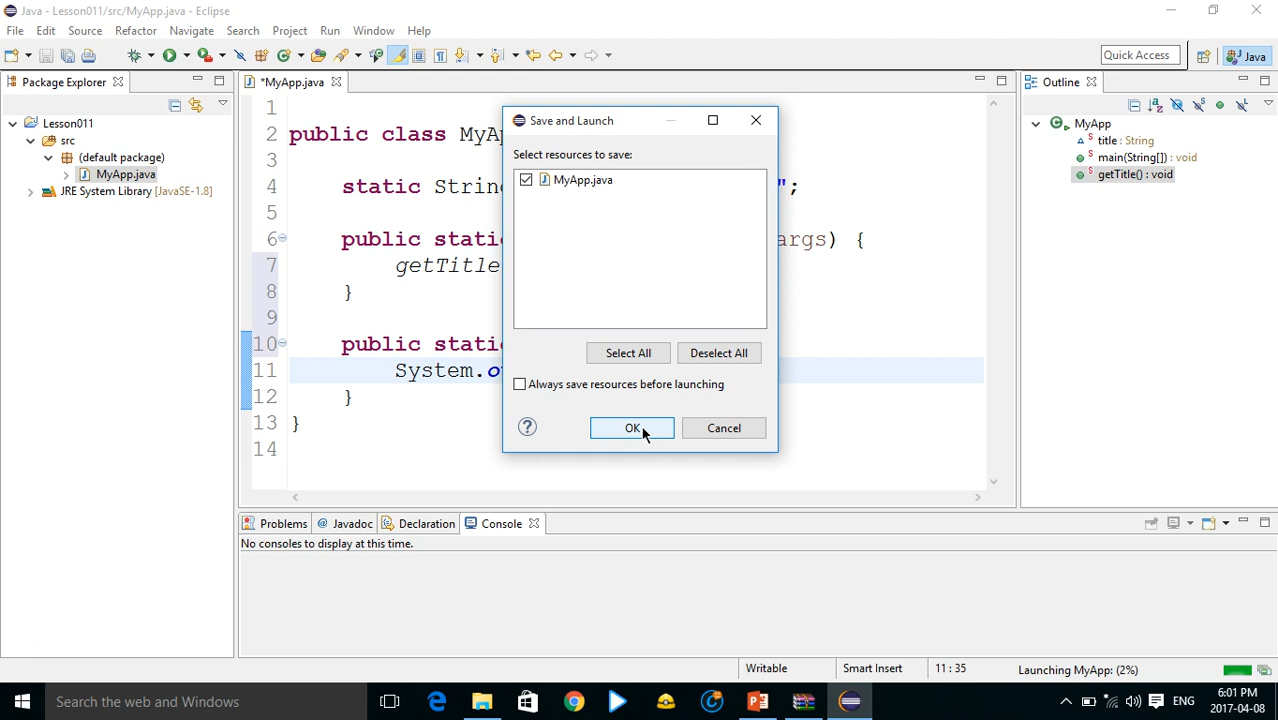 Java - Lesson011/src/MyApp.java - Eclipse
File Edit Source Refactor Navigate Search Project Run Window Help
Quick Access Java
Package Explorer
Lesson011
src
(default package)
MyApp.java
JRE System Library [JavaSE-1.8]
*MyApp.java
1
2 public class
3
4 static ";
5
6 public args) {
7 getTitle
8 }
9
10 public
11 System.
12 }
13 }
14
Save and Launch
Select resources to save:
MyApp.java
Select All Deselect All
Always save resources before launching
? OK Cancel
Outline
MyApp
title : String
main(String[]) : void
getTitle() : void
Problems @ Javadoc Declaration Console
No consoles to display at this time.
Writable Smart Insert 11 : 35 Launching MyApp: (2%)
Search the web and Windows
ENG 6:01 PM
2017-04-08